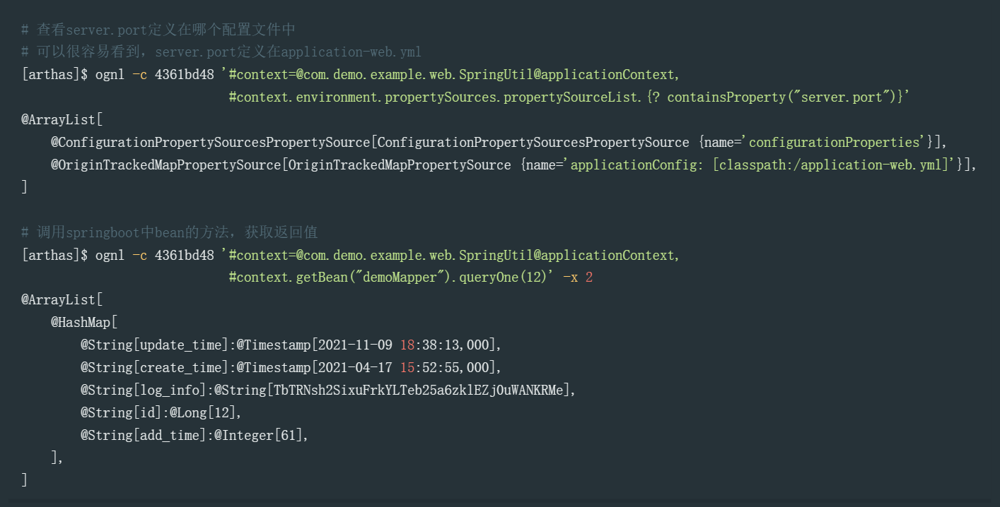 # 查看server.port定义在哪个配置文件中
# 可以很容易看到，server.port定义在application-web.yml
[arthas]$ ognl -c 4361bd48 '#context=@com.demo.example.web.SpringUtil@applicationContext,
#context.environment.propertySources.propertySourceList.{? containsProperty("server.port")}'
@ArrayList[
    @ConfigurationPropertySourcesPropertySource[ConfigurationPropertySourcesPropertySource {name='configurationProperties'}],
    @OriginTrackedMapPropertySource[OriginTrackedMapPropertySource {name='applicationConfig: [classpath:/application-web.yml]'}],
]
# 调用springboot中bean的方法，获取返回值
[arthas]$ ognl -c 4361bd48 '#context=@com.demo.example.web.SpringUtil@applicationContext,
#context.getBean("demoMapper").queryOne(12)' -x 2
@ArrayList[
    @HashMap[
        @String[update_time]:@Timestamp[2021-11-09 18:38:13,000],
        @String[create_time]:@Timestamp[2021-04-17 15:52:55,000],
        @String[log_info]:@String[TbTRNsh2SixuFrkYLTeb25a6zklEZj0uWANKRMe],
        @String[id]:@Long[12],
        @String[add_time]:@Integer[61],
    ],
]